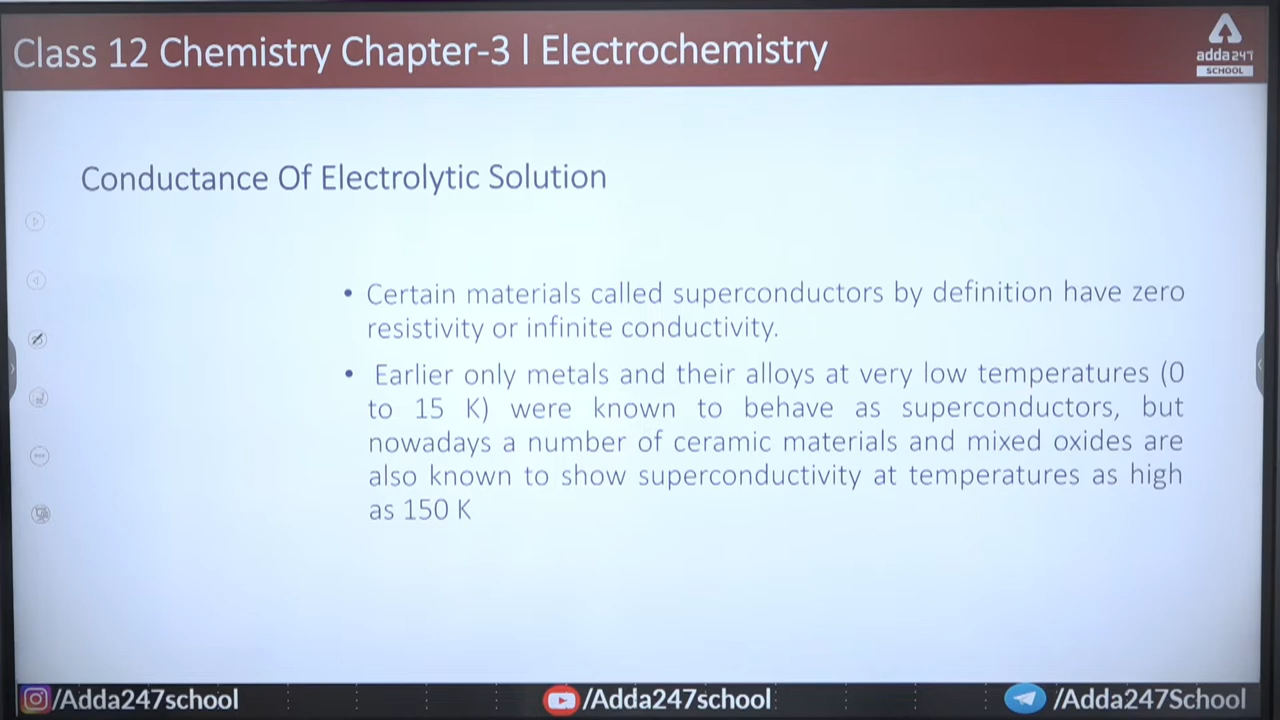 Class 12 Chemistry Chapter-3 l Electrochemistry
adda247
SCHOOL
Conductance Of Electrolytic Solution
• Certain materials called superconductors by definition have zero
resistivity or infinite conductivity.
• Earlier only metals and their alloys at very low temperatures (0
to 15 K) were known to behave as superconductors, but
nowadays a number of ceramic materials and mixed oxides are
also known to show superconductivity at temperatures as high
as 150 K
/Adda247school
/Adda247school
/Adda247School